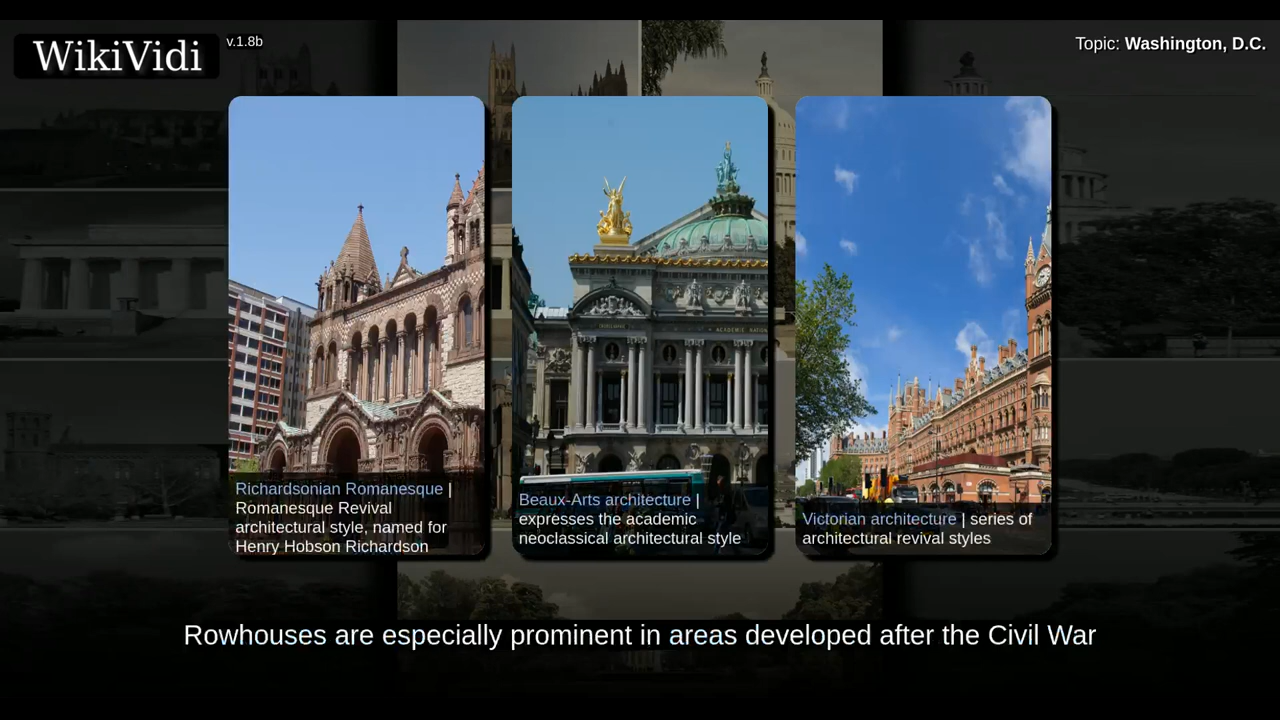 WikiVidi
v.1.8b
Topic: Washington, D.C.
Richardsonian Romanesque |
Romanesque Revival
architectural style, named for
Henry Hobson Richardson
Beaux-Arts architecture |
expresses the academic
neoclassical architectural style
Victorian architecture | series of
architectural revival styles
Rowhouses are especially prominent in areas developed after the Civil War